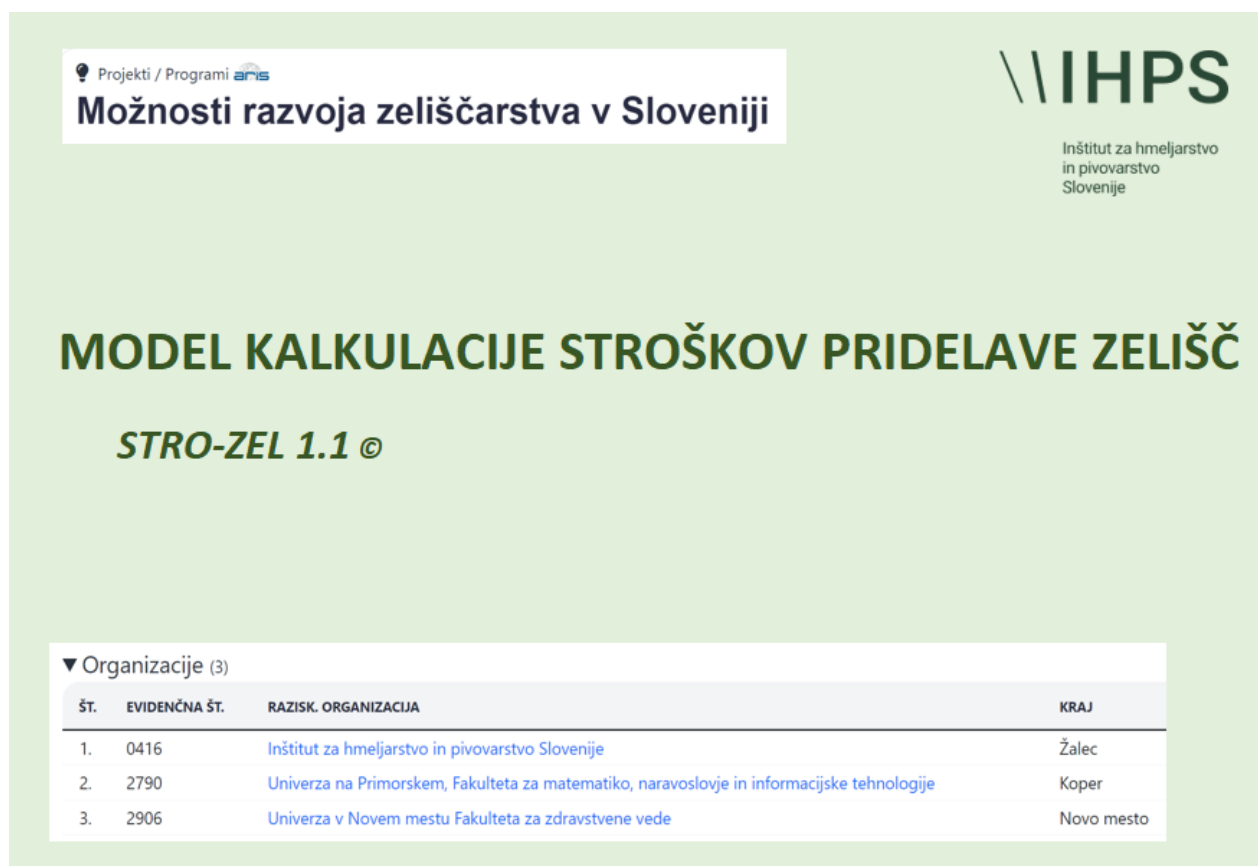 Projekti / Programi aris
Možnosti razvoja zeliščarstva v Sloveniji
\\IHPS
Inštitut za hmeljarstvo
in pivovarstvo
Slovenije
MODEL KALKULACIJE STROŠKOV PRIDELAVE ZELIŠČ
STRO-ZEL 1.1 ©
▼ Organizacije (3)
ŠT. EVIDENČNA ŠT. RAZISK. ORGANIZACIJA KRAJ
1. 0416 Inštitut za hmeljarstvo in pivovarstvo Slovenije Žalec
2. 2790 Univerza na Primorskem, Fakulteta za matematiko, naravoslovje in informacijske tehnologije Koper
3. 2906 Univerza v Novem mestu Fakulteta za zdravstvene vede Novo mesto